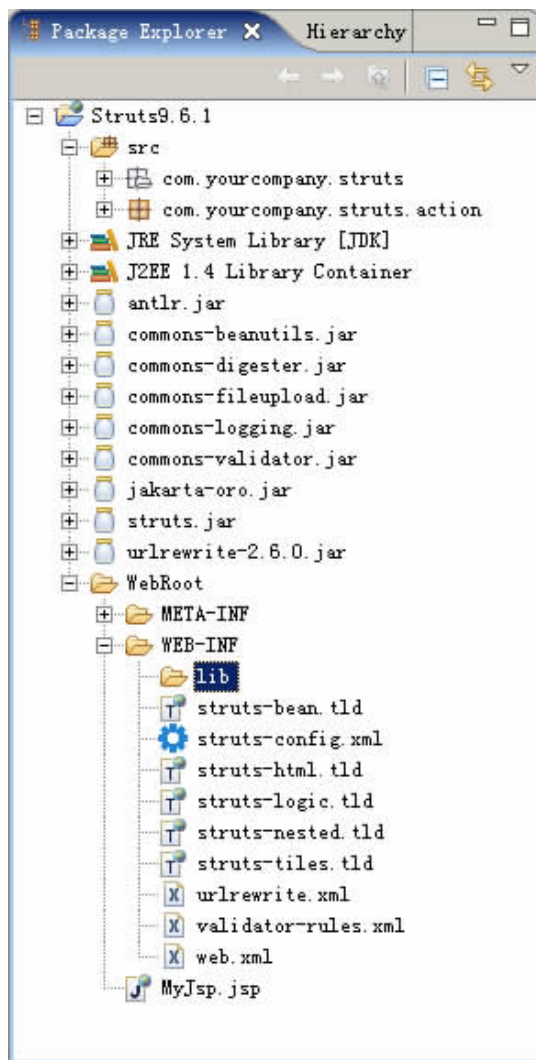 Package Explorer Hierarchy
Struts9.6.1
src
com.yourcompany.struts
com.yourcompany.struts.action
JRE System Library [JDK]
J2EE 1.4 Library Container
antlr.jar
commons-beanutils.jar
commons-digester.jar
commons-fileupload.jar
commons-logging.jar
commons-validator.jar
jakarta-oro.jar
struts.jar
urlrewrite-2.6.0.jar
WebRoot
META-INF
WEB-INF
lib
struts-bean.tld
struts-config.xml
struts-html.tld
struts-logic.tld
struts-nested.tld
struts-tiles.tld
urlrewrite.xml
validator-rules.xml
web.xml
MyJsp.jsp